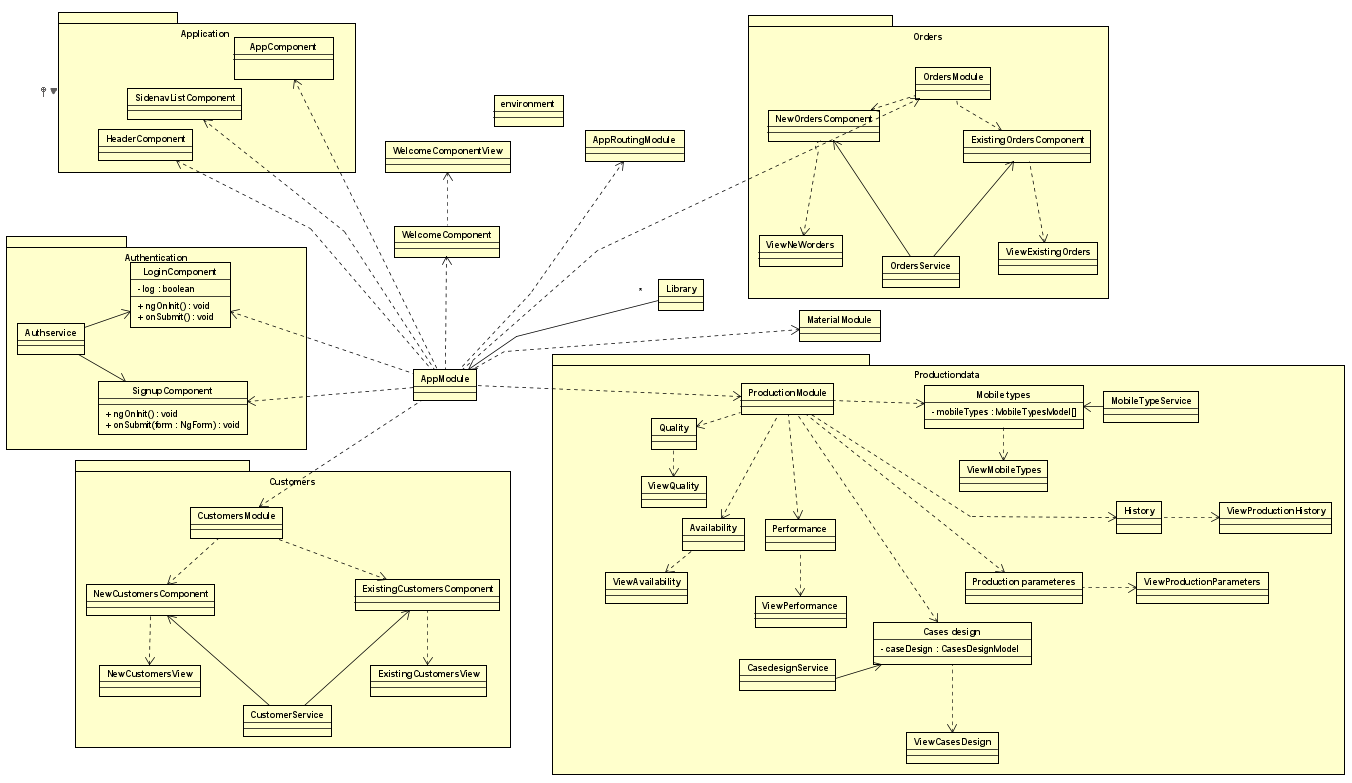 Application
AppComponent
SidenavListComponent
HeaderComponent
environment
WelcomeComponentView
AppRoutingModule
WelcomeComponent
Orders
OrdersModule
NewOrdersComponent
ExistingOrdersComponent
ViewNeWorders
ViewExistingOrders
OrdersService
Authentication
LoginComponent
- log : boolean
+ ngOnInit() : void
+ onSubmit() : void
Authservice
SignupComponent
+ ngOnInit() : void
+ onSubmit(form : NgForm) : void
*
Library
MaterialModule
AppModule
Productiondata
ProductionModule
Mobiletypes
- mobileTypes : MobileTypesModel[]
MobileTypeService
Quality
ViewMobileTypes
ViewQuality
History
ViewProductionHistory
Availability
Performance
ViewAvailability
Production parameteres
ViewProductionParameters
ViewPerformance
Cases design
- caseDesign : CasesDesignModel
CasedesignService
ViewCasesDesign
Customers
CustomersModule
NewCustomersComponent
ExistingCustomersComponent
NewCustomersView
ExistingCustomersView
CustomerService